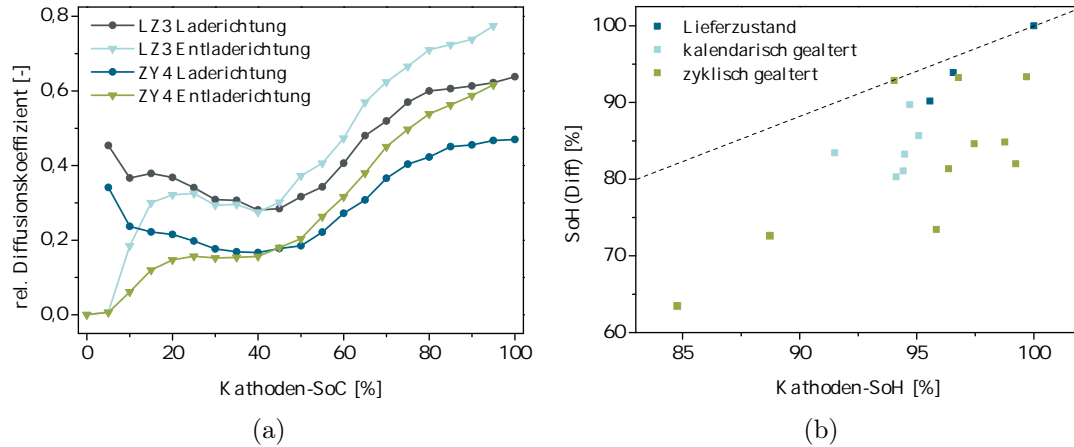 0,8
0,6
0,4
0,2
0,0
rel. Diffusionskoeffizient [-]
LZ3 Laderichtung
LZ3 Entladerichtung
ZY4 Laderichtung
ZY4 Entladerichtung
0 20 40 60 80 100
Kathoden-SoC [%]
(a)
100
90
80
70
60
SoH (Diff) [%]
Lieferzustand
kalendarisch gealtert
zyklisch gealtert
85 90 95 100
Kathoden-SoH [%]
(b)